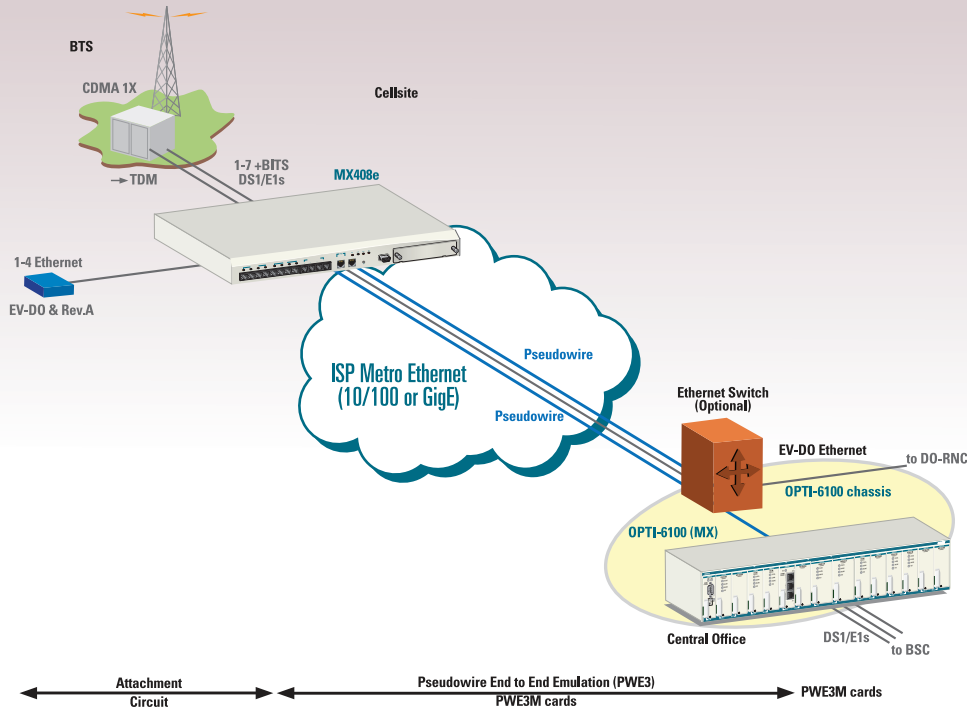 BTS
CDMA 1X
Cellsite
1-7 +BITS
DS1/E1s
→ TDM
MX408e
1-4 Ethernet
EV-DO & Rev.A
Pseudowire
ISP Metro Ethernet
(10/100 or GigE)
Pseudowire
Ethernet Switch
(Optional)
EV-DO Ethernet
to DO-RNC
OPTI-6100 chassis
OPTI-6100 (MX)
Central Office
DS1/E1s
to BSC
Attachment
Circuit
Pseudowire End to End Emulation (PWE3)
PWE3M cards
PWE3M cards